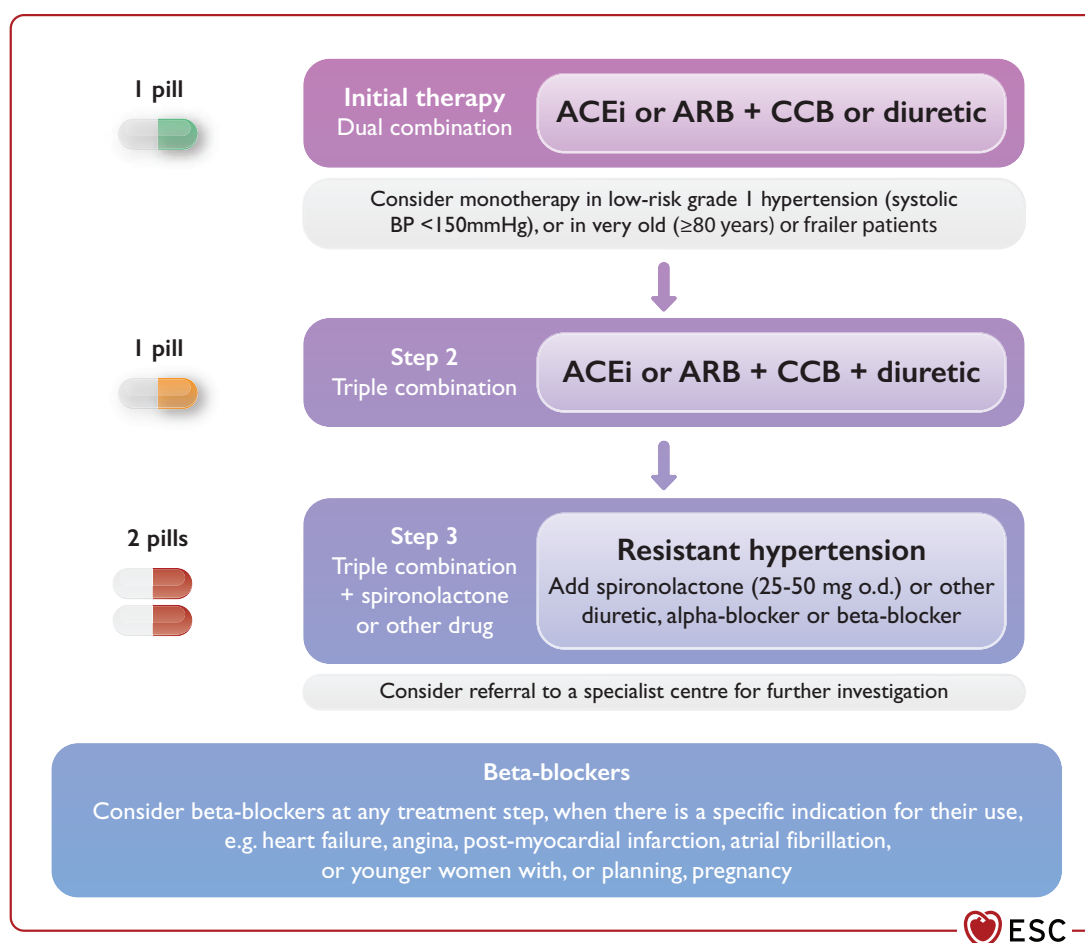 1 pill
Initial therapy
Dual combination
ACEi or ARB + CCB or diuretic
Consider monotherapy in low-risk grade 1 hypertension (systolic
BP <150mmHg), or in very old (≥80 years) or frailer patients
1 pill
Step 2
Triple combination
ACEi or ARB + CCB + diuretic
2 pills
Step 3
Triple combination
+ spironolactone
or other drug
Resistant hypertension
Add spironolactone (25-50 mg o.d.) or other
diuretic, alpha-blocker or beta-blocker
Consider referral to a specialist centre for further investigation
Beta-blockers
Consider beta-blockers at any treatment step, when there is a specific indication for their use,
e.g. heart failure, angina, post-myocardial infarction, atrial fibrillation,
or younger women with, or planning, pregnancy
ESC